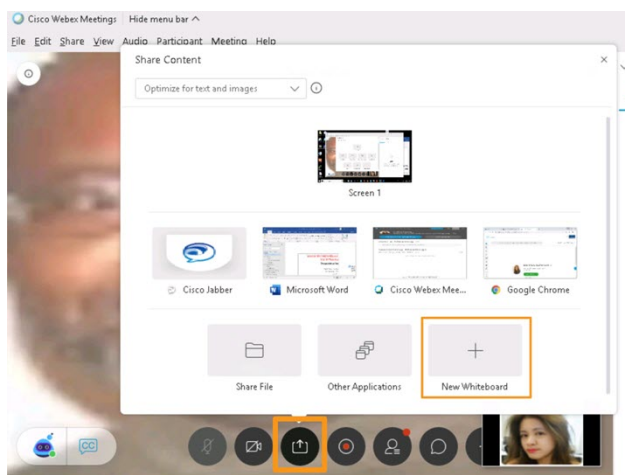 Cisco Webex Meetings Hide menu bar ^
File Edit Share View Audio Participant Meeting Help
Share Content
Optimize for text and images
Screen 1
Cisco Jabber Microsoft Word Cisco Webex Mee... Google Chrome
Share File Other Applications New Whiteboard
CC